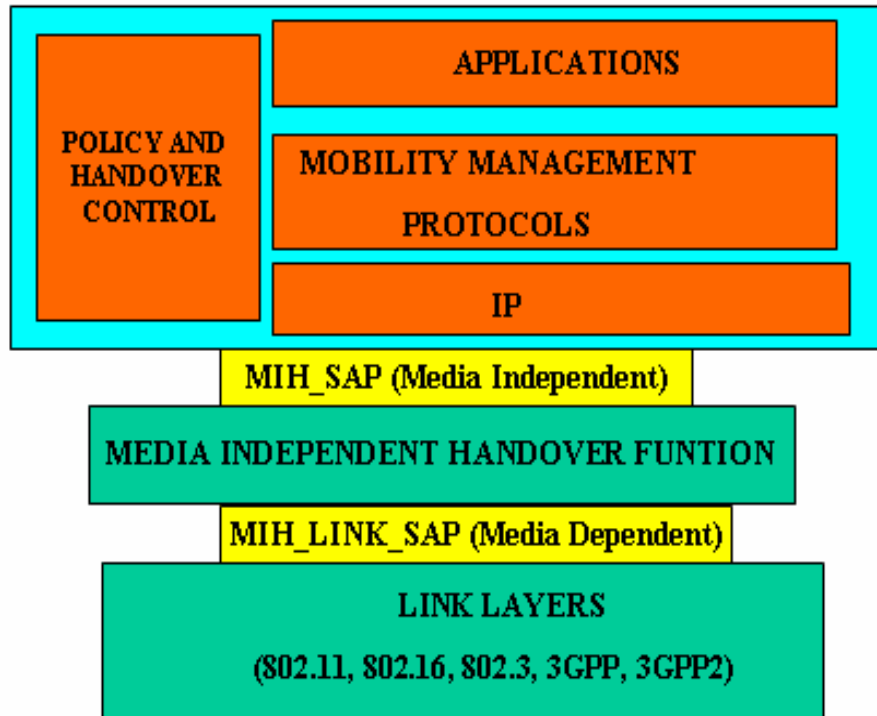 POLICY AND
HANDOVER
CONTROL
APPLICATIONS
MOBILITY MANAGEMENT
PROTOCOLS
IP
MIH_SAP (Media Independent)
MEDIA INDEPENDENT HANDOVER FUNTION
MIH_LINK_SAP (Media Dependent)
LINK LAYERS
(802.11, 802.16, 802.3, 3GPP, 3GPP2)